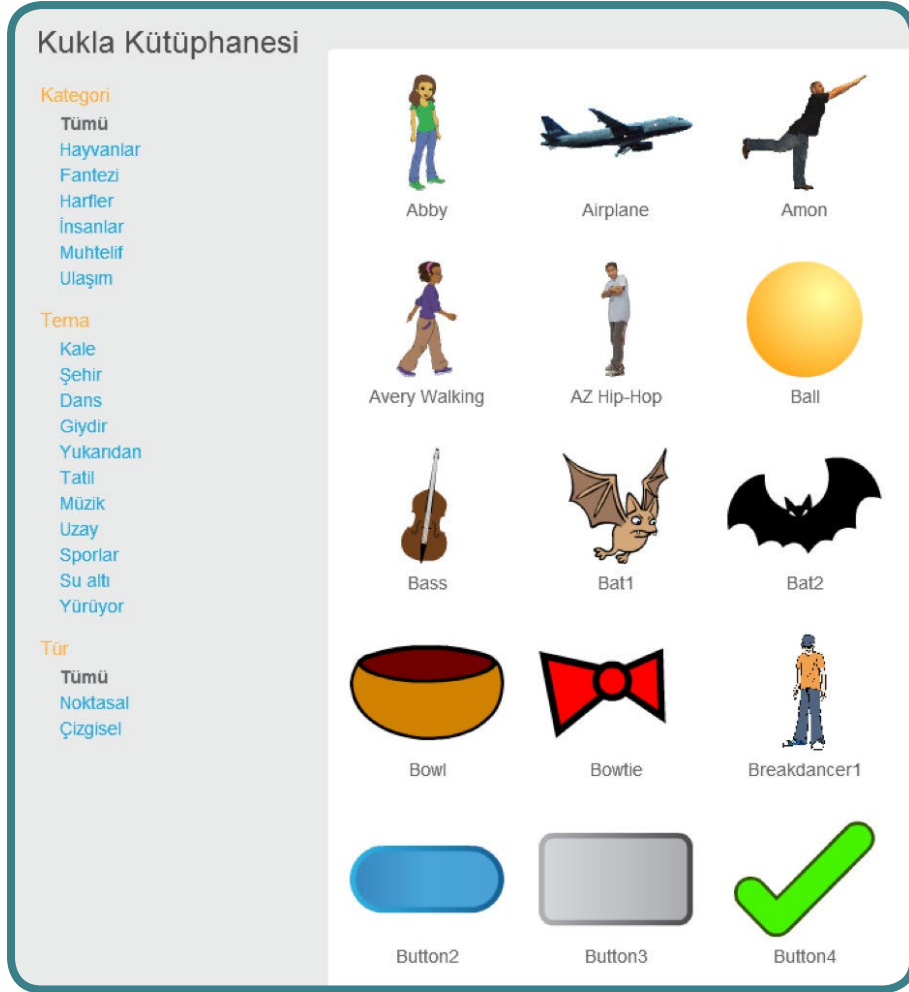 Kukla Kütüphanesi
Kategori
Tümü
Hayvanlar
Fantezi
Harfler
İnsanlar
Muhtelif
Ulaşım
Tema
Kale
Şehir
Dans
Giydir
Yukarıdan
Tatil
Müzik
Uzay
Sporlar
Su altı
Yürüyor
Tür
Tümü
Noktasal
Çizgisel
Abby Airplane Amon
Avery Walking AZ Hip-Hop Ball
Bass Bat1 Bat2
Bowl Bowtie Breakdancer1
Button2 Button3 Button4